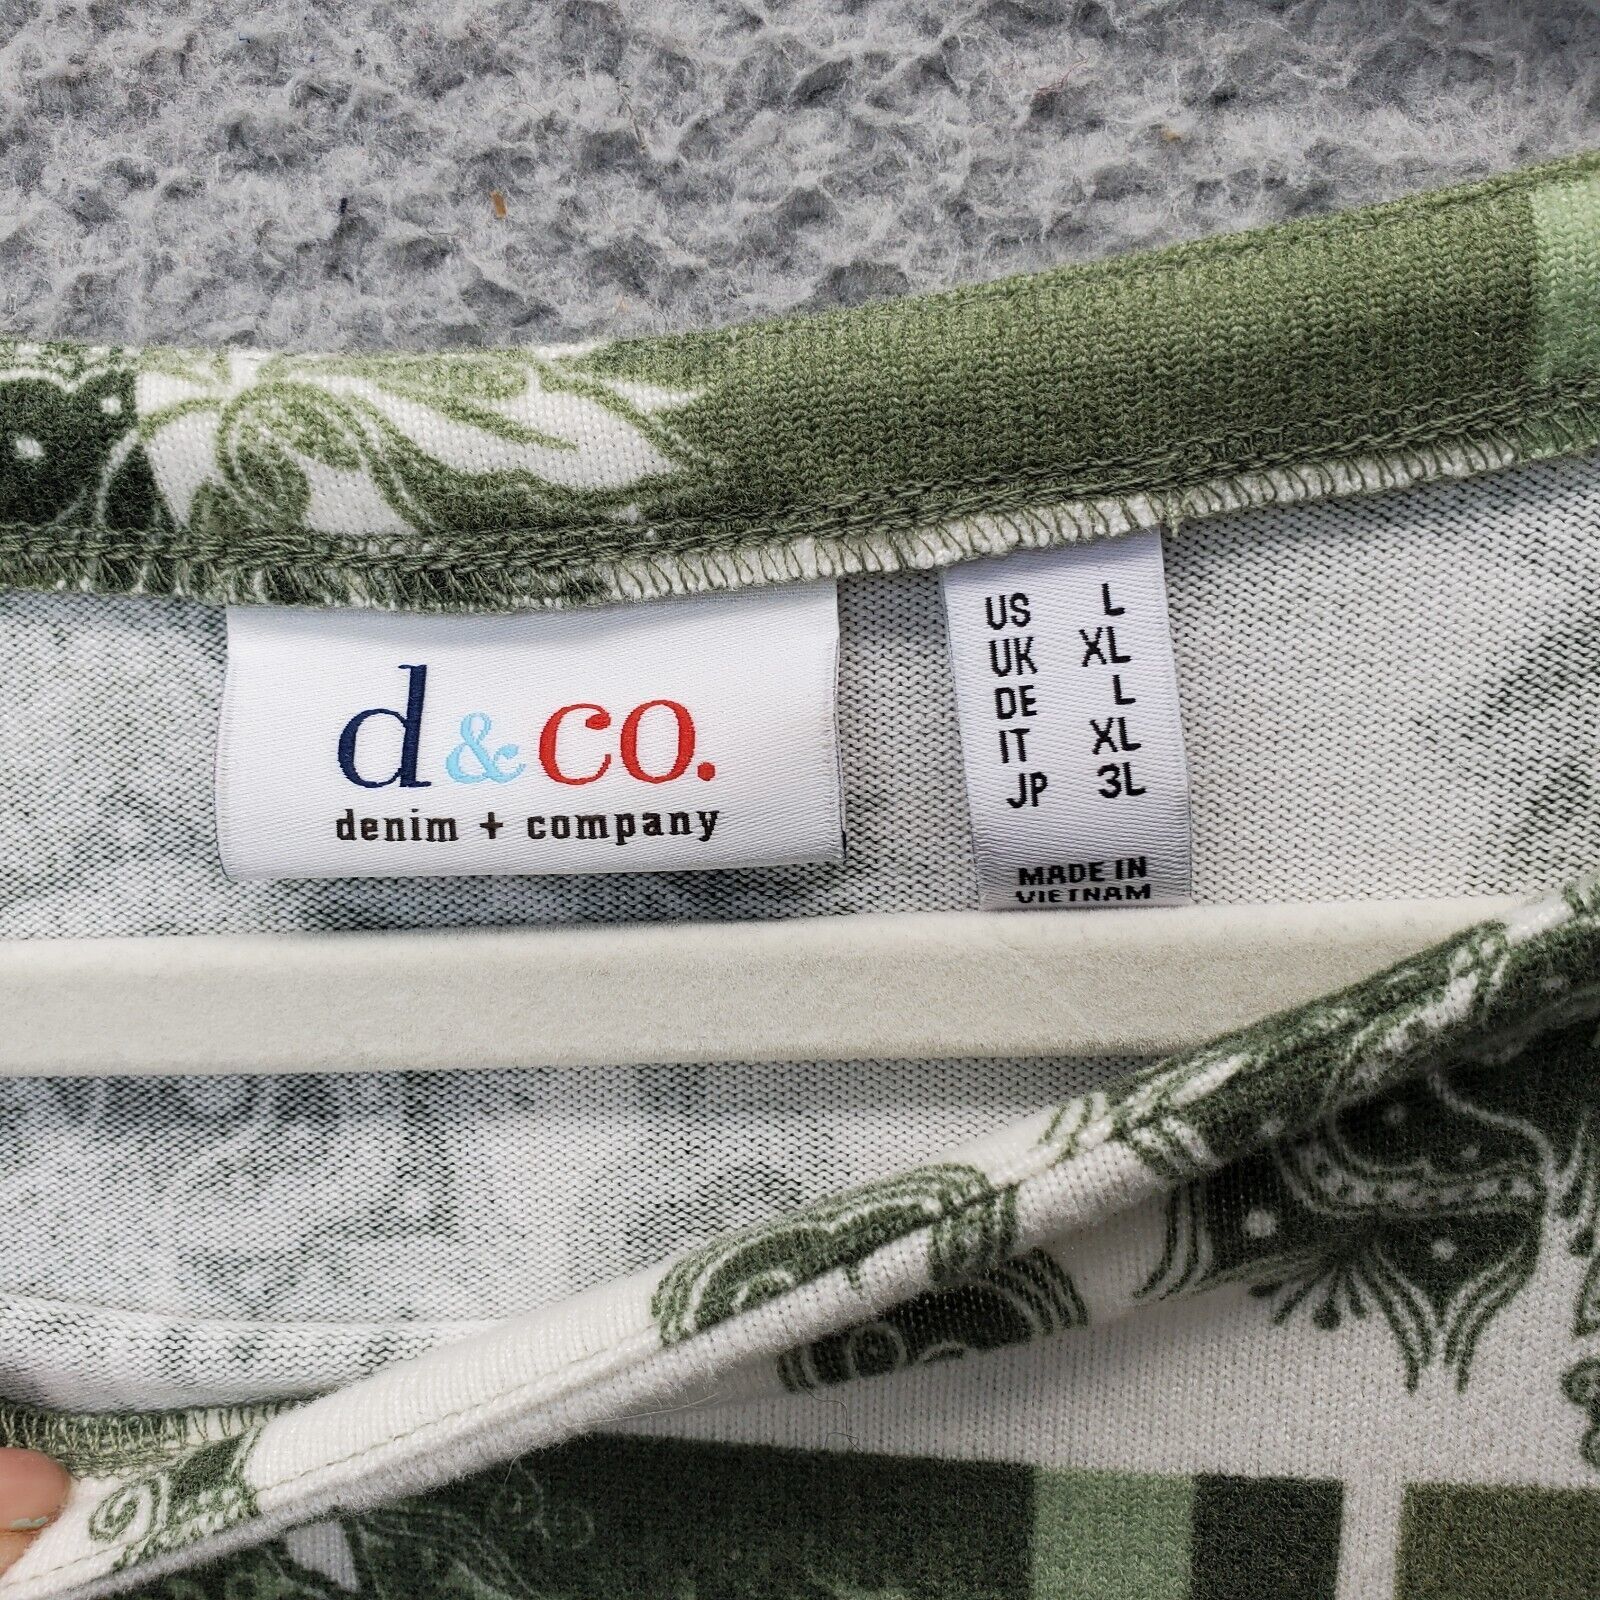 d&co.
denim + company
US L
UK XL
DE L
IT XL
JP 3L
MADE IN
VIETNAM